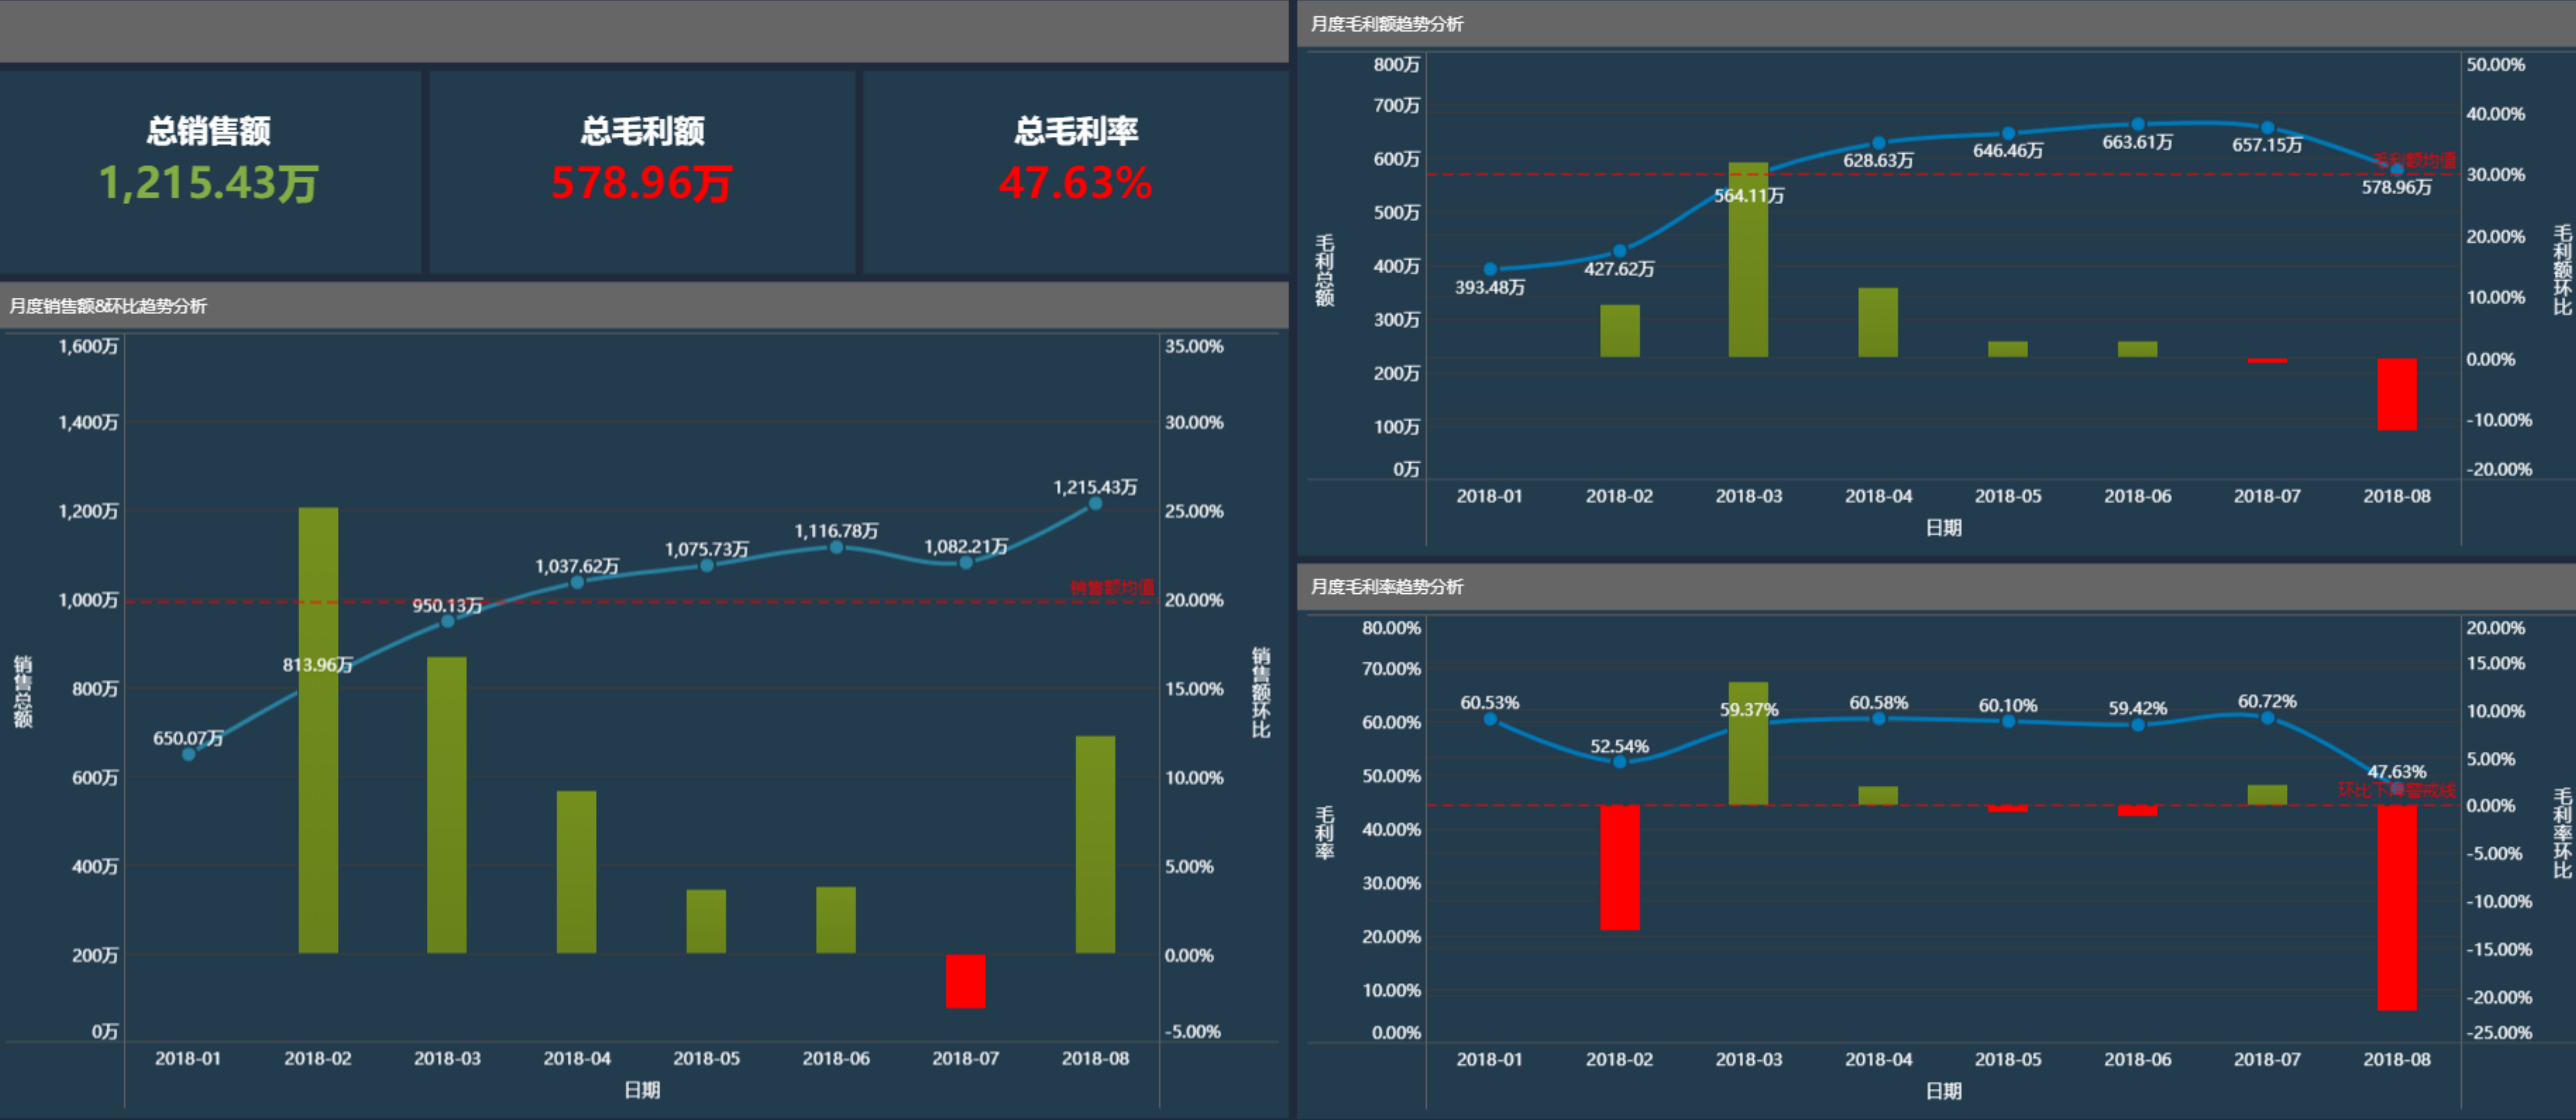 总销售额
1,215.43万
总毛利额
578.96万
总毛利率
47.63%
月度销售额&环比趋势分析
1,600万
1,400万
1,200万
1,000万
800万
600万
400万
200万
0万
销售总额
35.00%
30.00%
25.00%
20.00%
15.00%
10.00%
5.00%
0.00%
-5.00%
销售额环比
650.07万
813.96万
950.13万
1,037.62万
1,075.73万
1,116.78万
1,082.21万
1,215.43万
销售额均值
2018-01 2018-02 2018-03 2018-04 2018-05 2018-06 2018-07 2018-08
日期
月度毛利额趋势分析
800万
700万
600万
500万
400万
300万
200万
100万
0万
毛利总额
50.00%
40.00%
30.00%
20.00%
10.00%
0.00%
-10.00%
-20.00%
毛利额环比
393.48万
427.62万
564.11万
628.63万
646.46万
663.61万
657.15万
578.96万
毛利额均值
2018-01 2018-02 2018-03 2018-04 2018-05 2018-06 2018-07 2018-08
日期
月度毛利率趋势分析
80.00%
70.00%
60.00%
50.00%
40.00%
30.00%
20.00%
10.00%
0.00%
毛利率
20.00%
15.00%
10.00%
5.00%
0.00%
-5.00%
-10.00%
-15.00%
-20.00%
-25.00%
毛利率环比
60.53%
52.54%
59.37%
60.58%
60.10%
59.42%
60.72%
47.63%
环比下降警戒线
2018-01 2018-02 2018-03 2018-04 2018-05 2018-06 2018-07 2018-08
日期